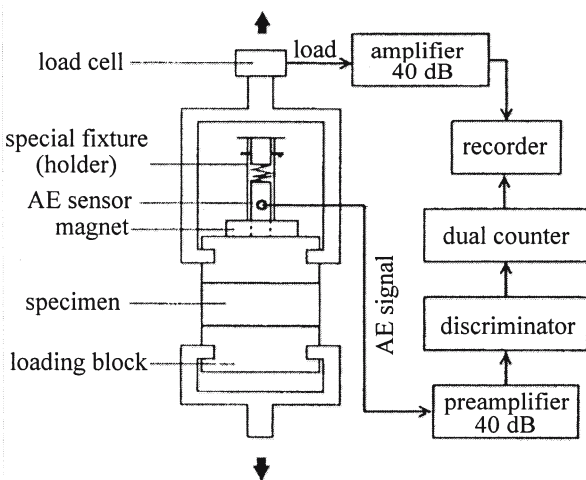 load cell
load
amplifier
40 dB
special fixture
(holder)
recorder
AE sensor
magnet
dual counter
AE signal
specimen
discriminator
loading block
preamplifier
40 dB